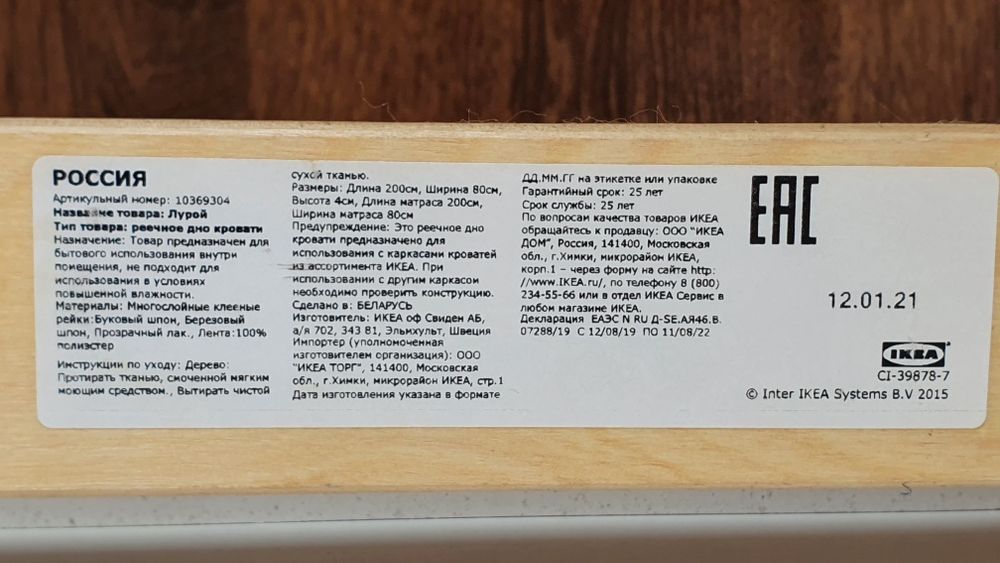 РОССИЯ
Артикульный номер: 10369304
Название товара: Лурой
Тип товара: реечное дно кровати
Назначение: Товар предназначен для
бытового использования внутри
помещения, не подходит для
использования в условиях
повышенной влажности.
Материалы: Многослойные клееные
рейки:Буковый шпон, Березовый
шпон, Прозрачный лак., Лента:100%
полиэстер
Инструкции по уходу: Дерево:
Протирать тканью, смоченной мягким
моющим средством., Вытирать чистой
сухой тканью.
Размеры: Длина 200см, Ширина 80см,
Высота 4см, Длина матраса 200см,
Ширина матраса 80см
Предупреждение: Это реечное дно
кровати предназначено для
использования с каркасами кроватей
из ассортимента ИКЕА. При
использовании с другим каркасом
необходимо проверить конструкцию.
Сделано в: БЕЛАРУСЬ
Изготовитель: ИКЕА оф Свиден АБ,
а/я 702, 343 81, Эльмхульт, Швеция
Импортер (уполномоченная
изготовителем организация): ООО
"ИКЕА ТОРГ", 141400, Московская
обл., г.Химки, микрорайон ИКЕА, стр.1
Дата изготовления указана в формате
ДД.ММ.ГГ на этикетке или упаковке
Гарантийный срок: 25 лет
Срок службы: 25 лет
По вопросам качества товаров ИКЕА
обращайтесь к продавцу: ООО "ИКЕА
ДОМ", Россия, 141400, Московская
обл., г.Химки, микрорайон ИКЕА,
корп.1 – через форму на сайте http:
//www.IKEA.ru/, по телефону 8 (800)
234-55-66 или в отдел ИКЕА Сервис в
любом магазине ИКЕА.
Декларация ЕАЭС N RU Д-SE.АЯ46.В.
07288/19 С 12/08/19 ПО 11/08/22
ЕАС
12.01.21
IKEA
CI-39878-7
© Inter IKEA Systems B.V 2015